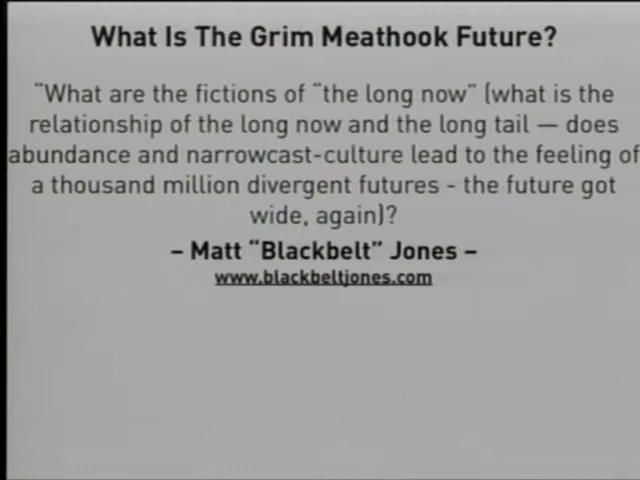 What Is The Grim Meathook Future?
"What are the fictions of "the long now" (what is the
relationship of the long now and the long tail — does
abundance and narrowcast-culture lead to the feeling of
a thousand million divergent futures - the future got
wide, again)?
– Matt "Blackbelt" Jones –
www.blackbeltjones.com